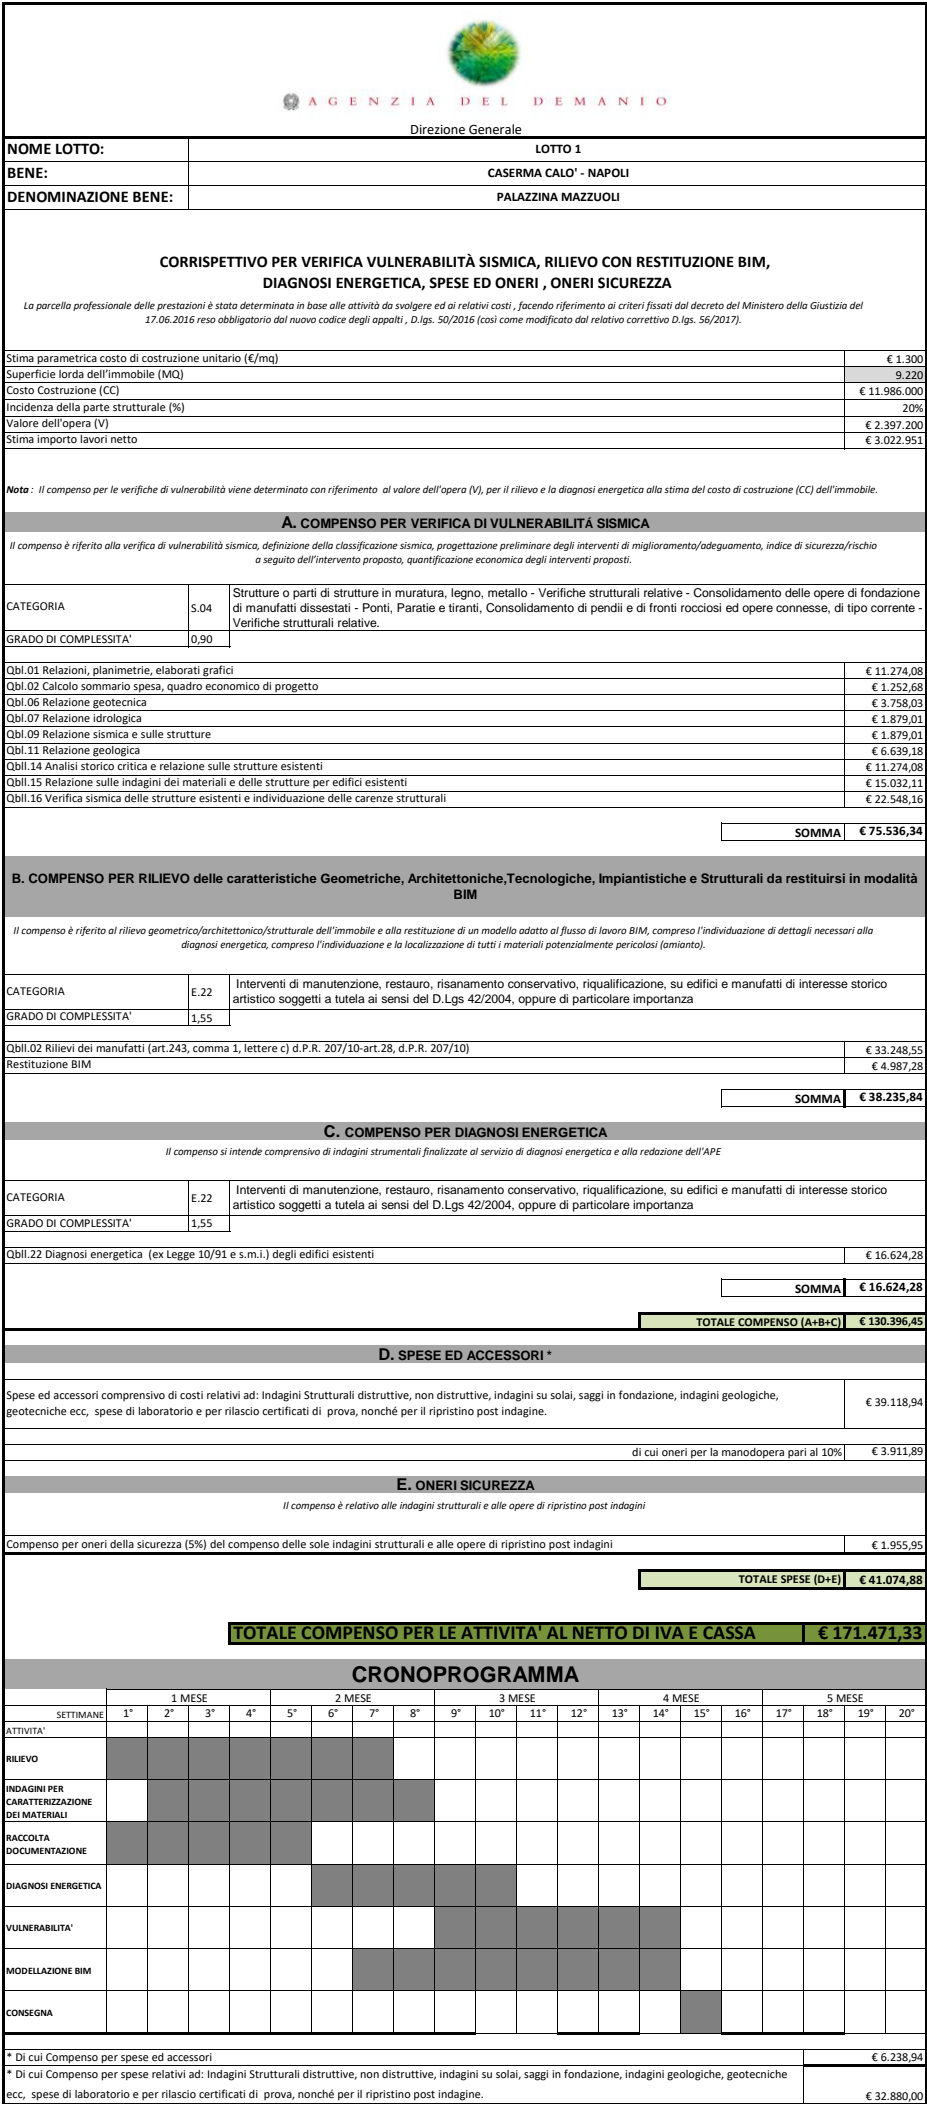 AGENZIA DEL DEMANIO
Direzione Generale
NOME LOTTO: LOTTO 1
BENE: CASERMA CALO' - NAPOLI
DENOMINAZIONE BENE: PALAZZINA MAZZUOLI
CORRISPETTIVO PER VERIFICA VULNERABILITÀ SISMICA, RILIEVO CON RESTITUZIONE BIM,
DIAGNOSI ENERGETICA, SPESE ED ONERI , ONERI SICUREZZA
La parcella professionale delle prestazioni è stata determinata in base alle attività da svolgere ed ai relativi costi , facendo riferimento ai criteri fissati dal decreto del Ministero della Giustizia del
17.06.2016 reso obbligatorio dal nuovo codice degli appalti , D.lgs. 50/2016 (così come modificato dal relativo correttivo D.lgs. 56/2017).
Stima parametrica costo di costruzione unitario (€/mq) € 1.300
Superficie lorda dell'immobile (MQ) 9.220
Costo Costruzione (CC) € 11.986.000
Incidenza della parte strutturale (%) 20%
Valore dell'opera (V) € 2.397.200
Stima importo lavori netto € 3.022.951
Nota : Il compenso per le verifiche di vulnerabilità viene determinato con riferimento al valore dell'opera (V), per il rilievo e la diagnosi energetica alla stima del costo di costruzione (CC) dell'immobile.
A. COMPENSO PER VERIFICA DI VULNERABILITÁ SISMICA
Il compenso è riferito alla verifica di vulnerabilità sismica, definizione della classificazione sismica, progettazione preliminare degli interventi di miglioramento/adeguamento, indice di sicurezza/rischio
a seguito dell'intervento proposto, quantificazione economica degli interventi proposti.
CATEGORIA S.04
Strutture o parti di strutture in muratura, legno, metallo - Verifiche strutturali relative - Consolidamento delle opere di fondazione
di manufatti dissestati - Ponti, Paratie e tiranti, Consolidamento di pendii e di fronti rocciosi ed opere connesse, di tipo corrente -
Verifiche strutturali relative.
GRADO DI COMPLESSITA' 0,90
QbI.01 Relazioni, planimetrie, elaborati grafici € 11.274,08
QbI.02 Calcolo sommario spesa, quadro economico di progetto € 1.252,68
QbI.06 Relazione geotecnica € 3.758,03
QbI.07 Relazione idrologica € 1.879,01
QbI.09 Relazione sismica e sulle strutture € 1.879,01
QbI.11 Relazione geologica € 6.639,18
QbII.14 Analisi storico critica e relazione sulle strutture esistenti € 11.274,08
QbII.15 Relazione sulle indagini dei materiali e delle strutture per edifici esistenti € 15.032,11
QbII.16 Verifica sismica delle strutture esistenti e individuazione delle carenze strutturali € 22.548,16
SOMMA € 75.536,34
B. COMPENSO PER RILIEVO delle caratteristiche Geometriche, Architettoniche,Tecnologiche, Impiantistiche e Strutturali da restituirsi in modalità
BIM
Il compenso è riferito al rilievo geometrico/architettonico/strutturale dell'immobile e alla restituzione di un modello adatto al flusso di lavoro BIM, compreso l'individuazione di dettagli necessari alla
diagnosi energetica, compreso l'individuazione e la localizzazione di tutti i materiali potenzialmente pericolosi (amianto).
CATEGORIA E.22
Interventi di manutenzione, restauro, risanamento conservativo, riqualificazione, su edifici e manufatti di interesse storico
artistico soggetti a tutela ai sensi del D.Lgs 42/2004, oppure di particolare importanza
GRADO DI COMPLESSITA' 1,55
QbII.02 Rilievi dei manufatti (art.243, comma 1, lettere c) d.P.R. 207/10-art.28, d.P.R. 207/10) € 33.248,55
Restituzione BIM € 4.987,28
SOMMA € 38.235,84
C. COMPENSO PER DIAGNOSI ENERGETICA
Il compenso si intende comprensivo di indagini strumentali finalizzate al servizio di diagnosi energetica e alla redazione dell'APE
CATEGORIA E.22
Interventi di manutenzione, restauro, risanamento conservativo, riqualificazione, su edifici e manufatti di interesse storico
artistico soggetti a tutela ai sensi del D.Lgs 42/2004, oppure di particolare importanza
GRADO DI COMPLESSITA' 1,55
QbII.22 Diagnosi energetica (ex Legge 10/91 e s.m.i.) degli edifici esistenti € 16.624,28
SOMMA € 16.624,28
TOTALE COMPENSO (A+B+C) € 130.396,45
D. SPESE ED ACCESSORI *
Spese ed accessori comprensivo di costi relativi ad: Indagini Strutturali distruttive, non distruttive, indagini su solai, saggi in fondazione, indagini geologiche,
geotecniche ecc, spese di laboratorio e per rilascio certificati di prova, nonché per il ripristino post indagine.
€ 39.118,94
di cui oneri per la manodopera pari al 10% € 3.911,89
E. ONERI SICUREZZA
Il compenso è relativo alle indagini strutturali e alle opere di ripristino post indagini
Compenso per oneri della sicurezza (5%) del compenso delle sole indagini strutturali e alle opere di ripristino post indagini € 1.955,95
TOTALE SPESE (D+E) € 41.074,88
TOTALE COMPENSO PER LE ATTIVITA' AL NETTO DI IVA E CASSA € 171.471,33
CRONOPROGRAMMA
1 MESE 2 MESE 3 MESE 4 MESE 5 MESE
SETTIMANE 1° 2° 3° 4° 5° 6° 7° 8° 9° 10° 11° 12° 13° 14° 15° 16° 17° 18° 19° 20°
ATTIVITA'
RILIEVO
INDAGINI PER
CARATTERIZZAZIONE
DEI MATERIALI
RACCOLTA
DOCUMENTAZIONE
DIAGNOSI ENERGETICA
VULNERABILITA'
MODELLAZIONE BIM
CONSEGNA
* Di cui Compenso per spese ed accessori € 6.238,94
* Di cui Compenso per spese relativi ad: Indagini Strutturali distruttive, non distruttive, indagini su solai, saggi in fondazione, indagini geologiche, geotecniche
ecc, spese di laboratorio e per rilascio certificati di prova, nonché per il ripristino post indagine. € 32.880,00